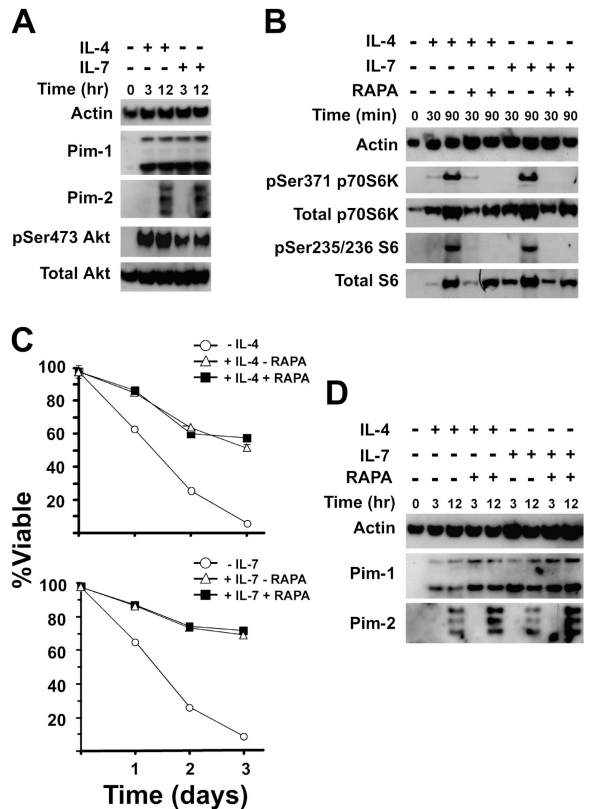 A
IL-4 - + + - -
IL-7 - - - + +
Time (hr) 0 3 12 3 12
Actin
Pim-1
Pim-2
pSer473 Akt
Total Akt
B
IL-4 - + + + + - - - -
IL-7 - - - - - + + + +
RAPA - - - + + - - + +
Time (min) 0 30 90 30 90 30 90 30 90
Actin
pSer371 p70S6K
Total p70S6K
pSer235/236 S6
Total S6
C
- IL-4
+ IL-4 - RAPA
+ IL-4 + RAPA
100
80
60
40
20
- IL-7
+ IL-7 - RAPA
+ IL-7 + RAPA
100
80
60
40
20
%Viable
1 2 3
Time (days)
D
IL-4 - + + + + - - - -
IL-7 - - - - - + + + +
RAPA - - - + + - - + +
Time (hr) 0 3 12 3 12 3 12 3 12
Actin
Pim-1
Pim-2